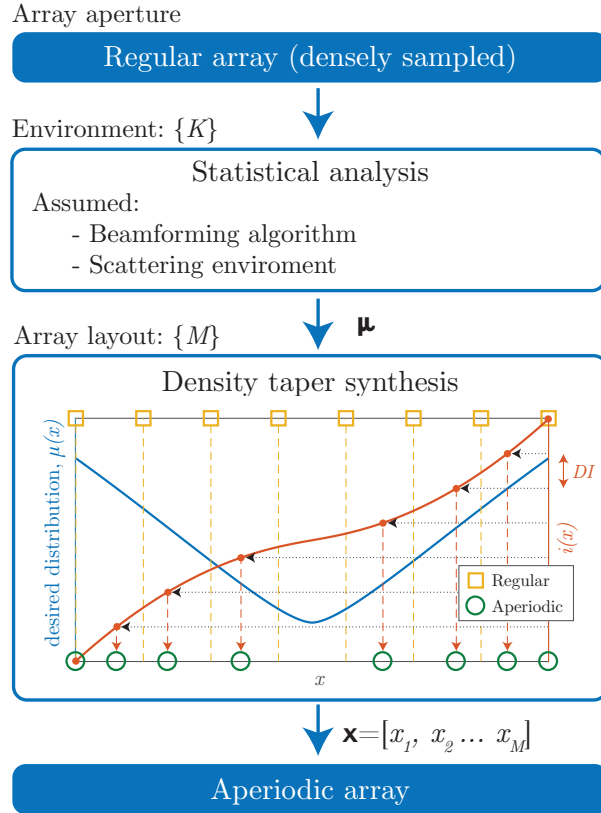 Array aperture
Regular array (densely sampled)
Environment: {K}
Statistical analysis
Assumed:
- Beamforming algorithm
- Scattering enviroment
μ
Array layout: {M}
Density taper synthesis
desired distribution, μ(x)
DI
i(x)
Regular
Aperiodic
x
x=[x₁, x₂ ... x_M]
Aperiodic array